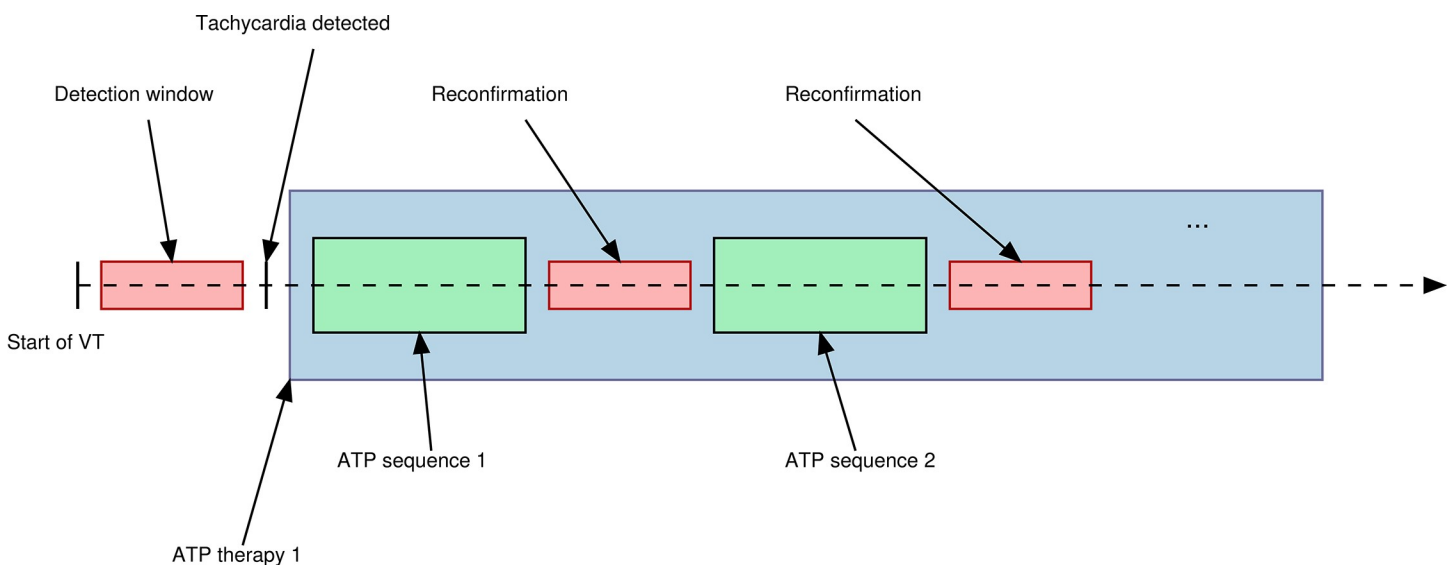 Tachycardia detected
Detection window
Reconfirmation
Reconfirmation
...
Start of VT
ATP sequence 1
ATP sequence 2
ATP therapy 1